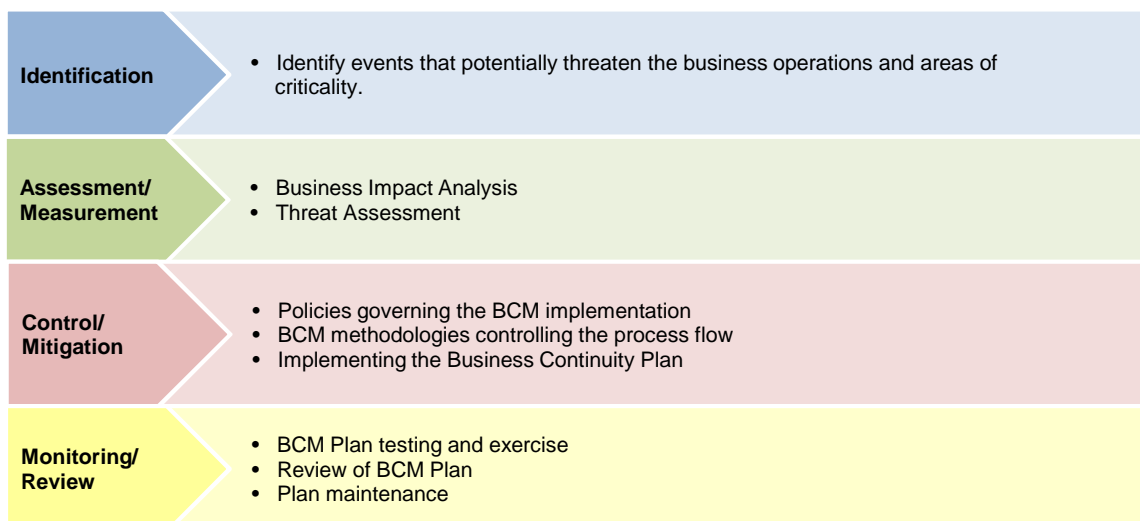 Identification
• Identify events that potentially threaten the business operations and areas of
criticality.
Assessment/
Measurement
• Business Impact Analysis
• Threat Assessment
Control/
Mitigation
• Policies governing the BCM implementation
• BCM methodologies controlling the process flow
• Implementing the Business Continuity Plan
Monitoring/
Review
• BCM Plan testing and exercise
• Review of BCM Plan
• Plan maintenance